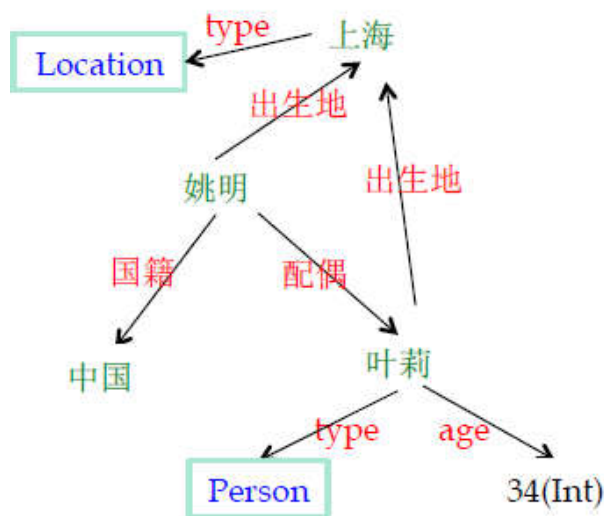 type
上海
Location
出生地
姚明
出生地
国籍
配偶
中国
叶莉
type
age
Person
34(Int)